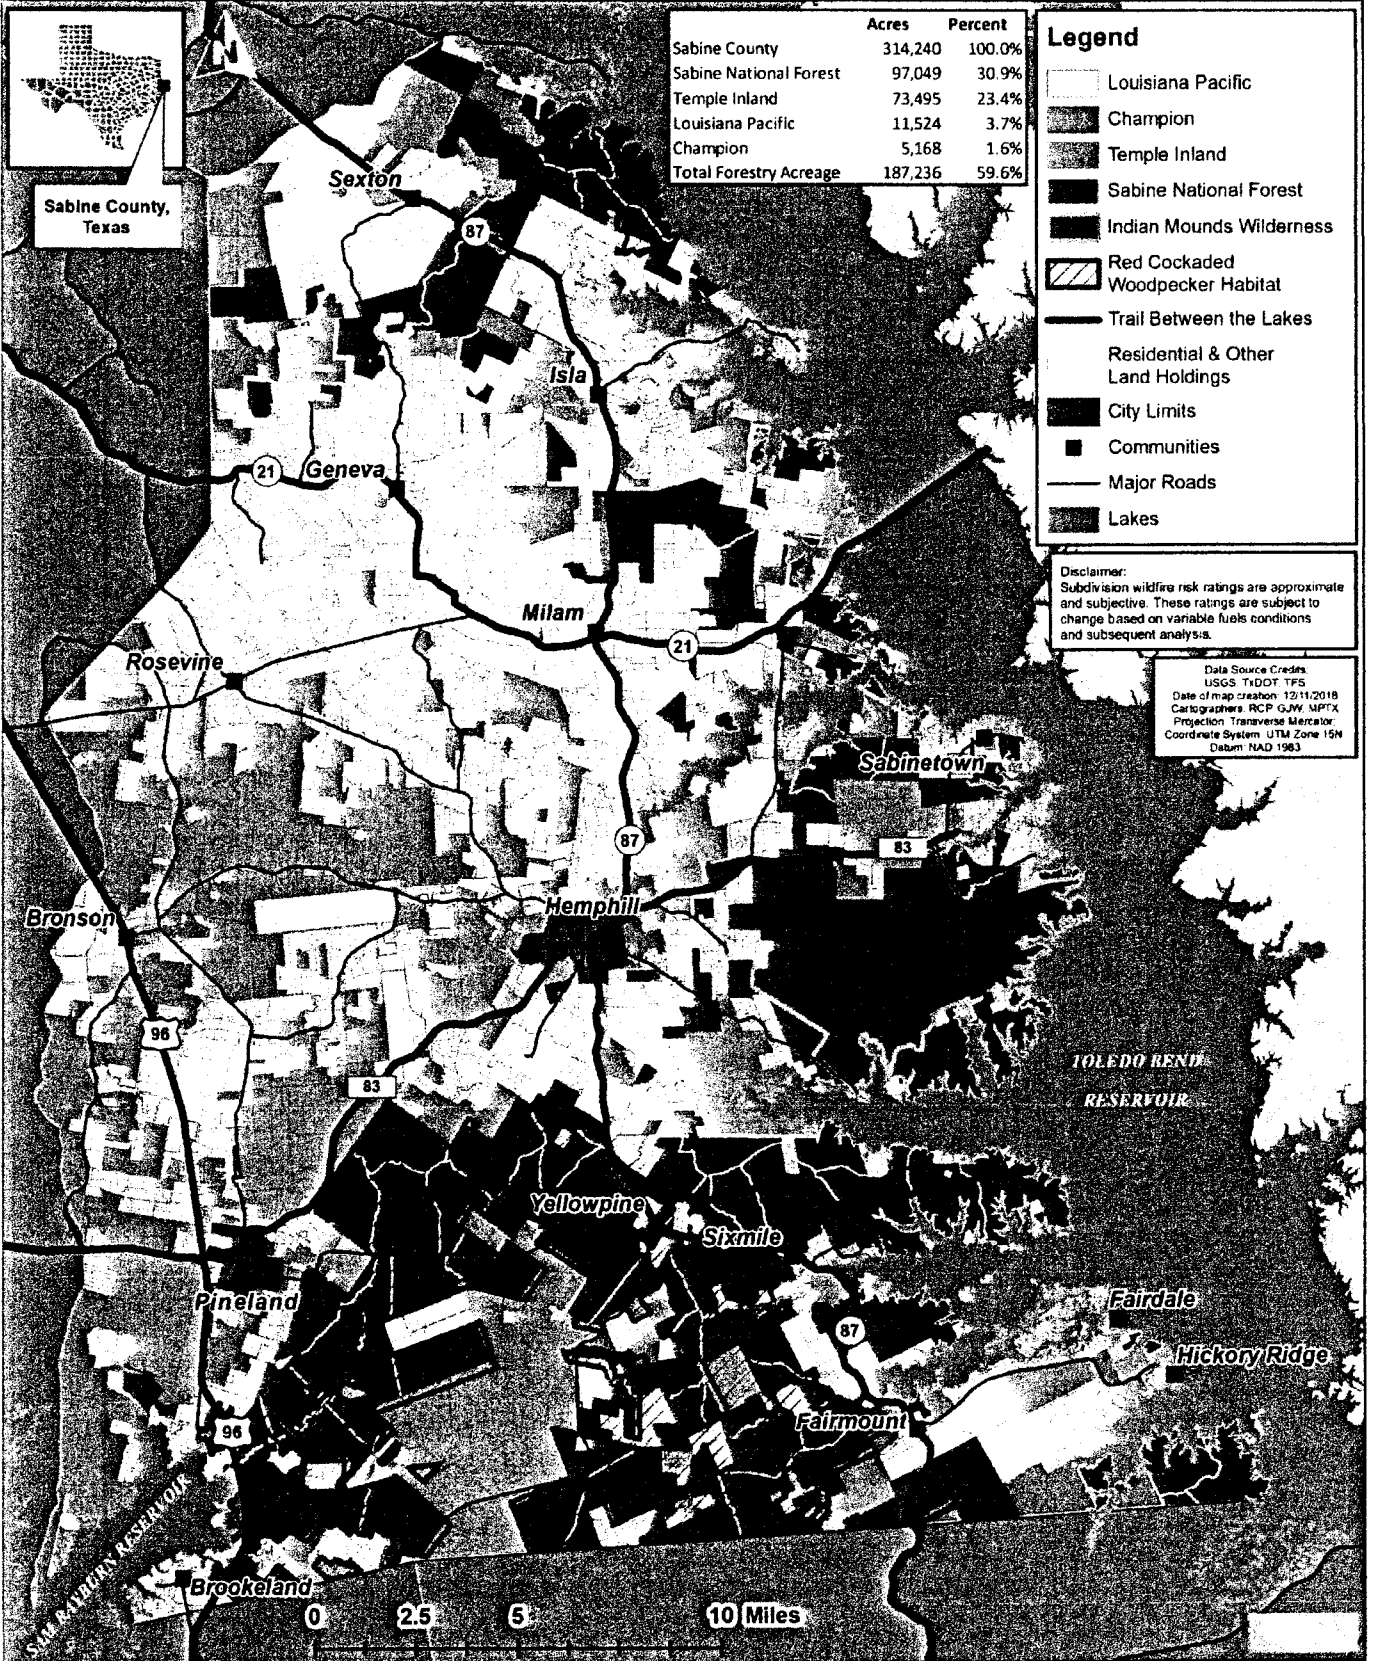 N
Acres Percent
Sabine County 314,240 100.0%
Sabine National Forest 97,049 30.9%
Temple Inland 73,495 23.4%
Louisiana Pacific 11,524 3.7%
Champion 5,168 1.6%
Total Forestry Acreage 187,236 59.6%
Legend
Louisiana Pacific
Champion
Temple Inland
Sabine National Forest
Indian Mounds Wilderness
Red Cockaded
Woodpecker Habitat
Trail Between the Lakes
Residential & Other
Land Holdings
City Limits
Communities
Major Roads
Lakes
Sabine County,
Texas
Disclaimer:
Subdivision wildfire risk ratings are approximate
and subjective. These ratings are subject to
change based on variable fuels conditions
and subsequent analysis.
Data Source Credits:
USGS, TxDOT, TFS
Date of map creation: 12/11/2018
Cartographers: RCP, GJW, MPTX
Projection: Transverse Mercator;
Coordinate System: UTM Zone 15N
Datum: NAD 1983
Sexton
87
Isla
21
Geneva
Milam
21
Rosevine
Sabinetown
87
83
Hemphill
Bronson
96
TOLEDO BEND
RESERVOIR
83
Yellowpine
Sixmile
Pineland
Fairdale
87
Hickory Ridge
Fairmount
96
SAM RAYBURN RESERVOIR
Brookeland
0 2.5 5 10 Miles